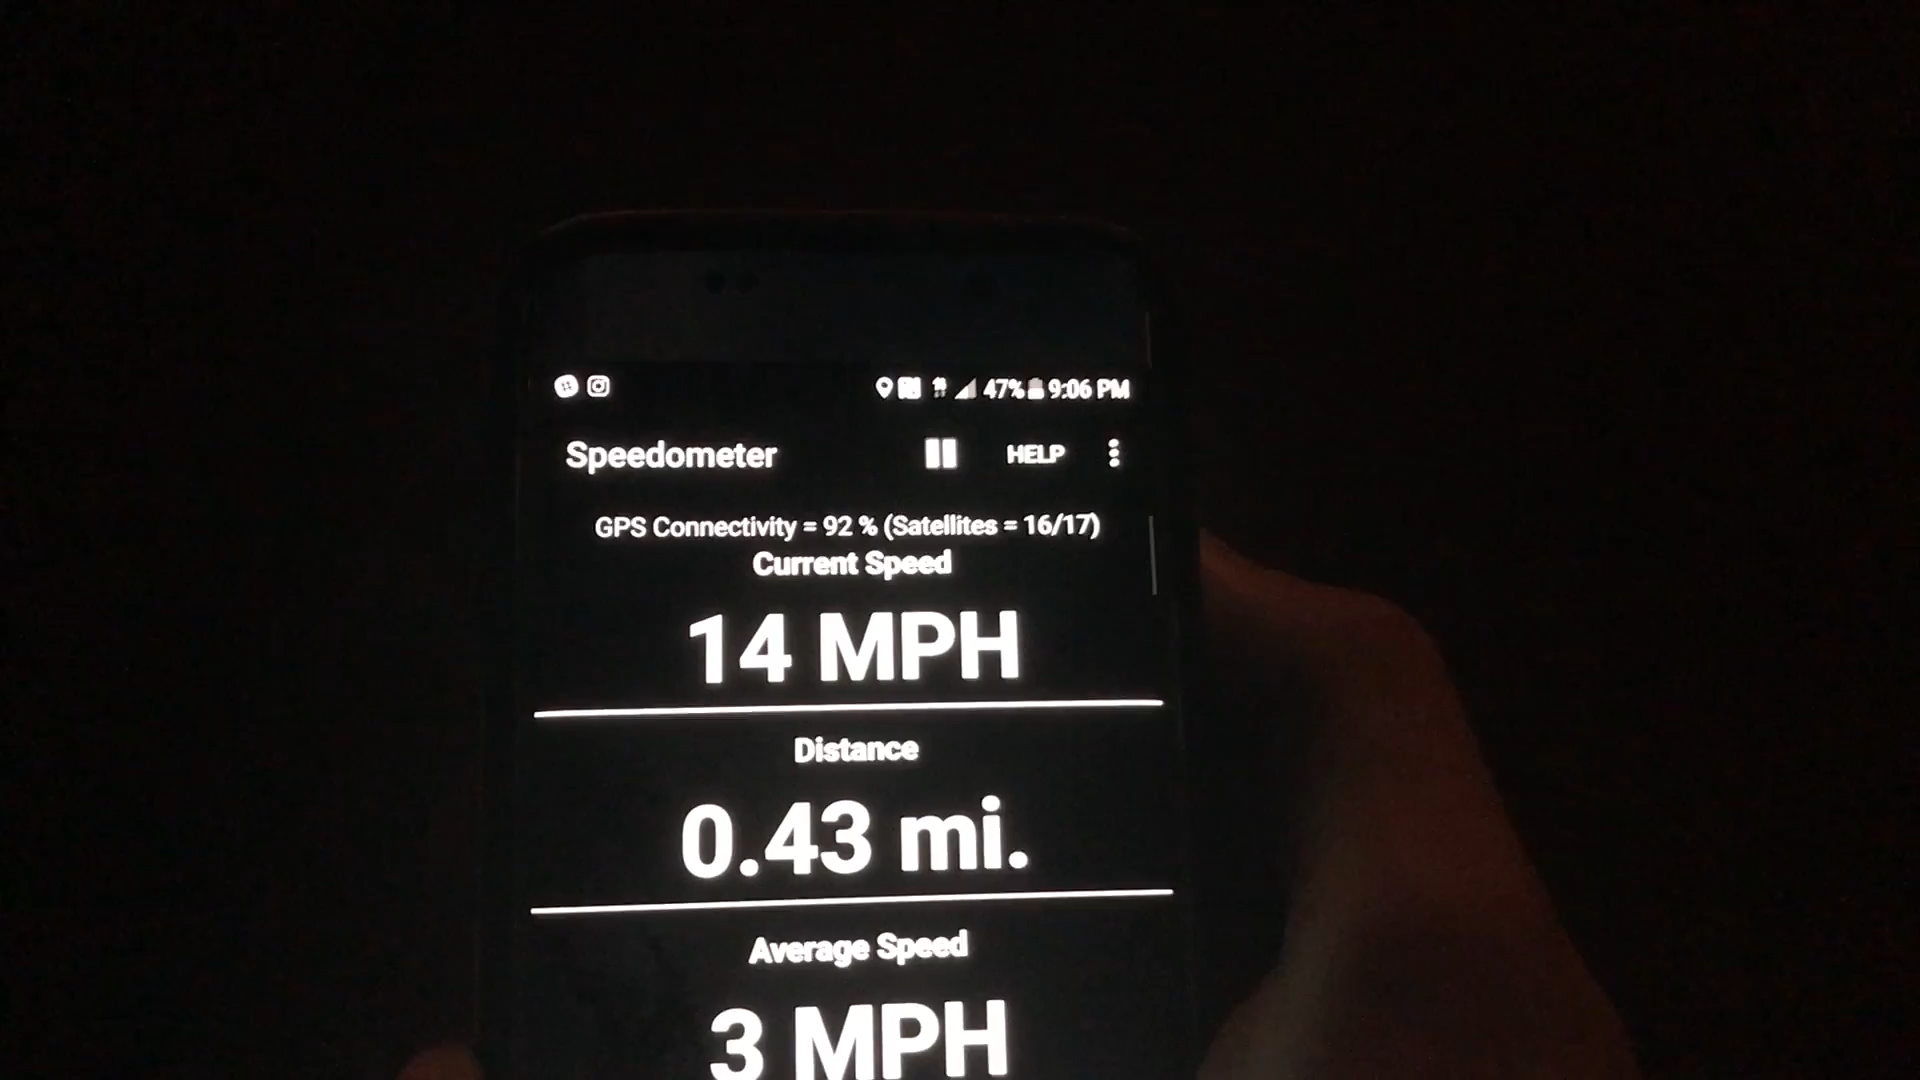 47% 9:06 PM
Speedometer HELP
GPS Connectivity = 92 % (Satellites = 16/17)
Current Speed
14 MPH
Distance
0.43 mi.
Average Speed
3 MPH